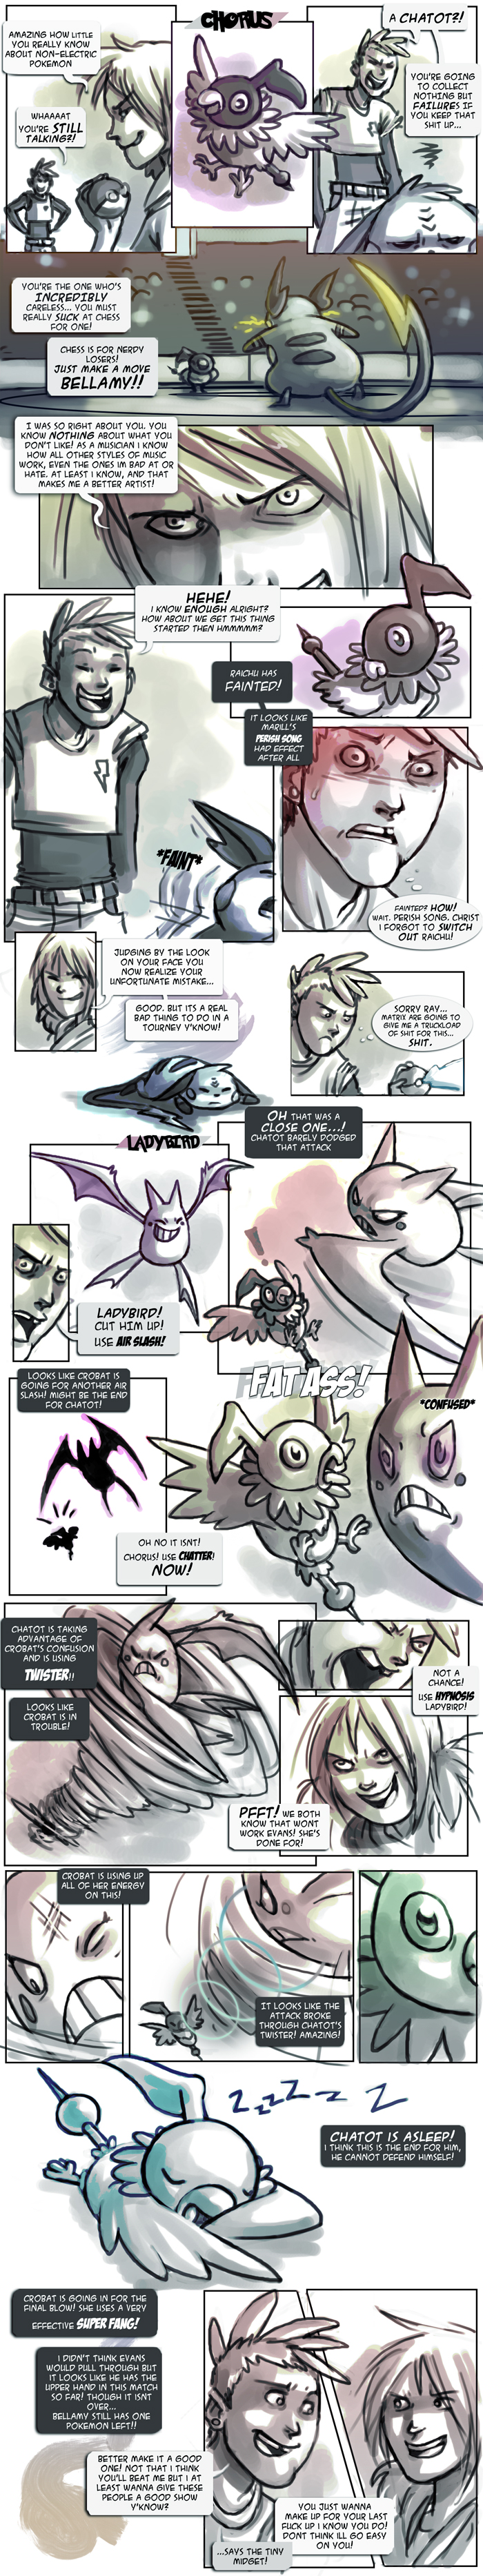 AMAZING HOW LITTLE
YOU REALLY KNOW
ABOUT NON-ELECTRIC
POKEMON
WHAAAAT
YOU'RE STILL
TALKING?!
CHORUS
A CHATOT?!
YOU'RE GOING
TO COLLECT
NOTHING BUT
FAILURES IF
YOU KEEP THAT
SHIT UP...
YOU'RE THE ONE WHO'S
INCREDIBLY
CARELESS... YOU MUST
REALLY SUCK AT CHESS
FOR ONE!
CHESS IS FOR NERDY
LOSERS!
JUST MAKE A MOVE
BELLAMY!!
I WAS SO RIGHT ABOUT YOU. YOU
KNOW NOTHING ABOUT WHAT YOU
DON'T LIKE! AS A MUSICIAN I KNOW
HOW ALL OTHER STYLES OF MUSIC
WORK, EVEN THE ONES IM BAD AT OR
HATE. AT LEAST I KNOW, AND THAT
MAKES ME A BETTER ARTIST!
HEHE!
I KNOW ENOUGH ALRIGHT?
HOW ABOUT WE GET THIS THING
STARTED THEN HMMMMM?
RAICHU HAS
FAINTED!
IT LOOKS LIKE
MARILL'S
PERISH SONG
HAD EFFECT
AFTER ALL
*FAINT*
FAINTED? HOW!
WAIT. PERISH SONG. CHRIST
I FORGOT TO SWITCH
OUT RAICHU!
JUDGING BY THE LOOK
ON YOUR FACE YOU
NOW REALIZE YOUR
UNFORTUNATE MISTAKE...
GOOD. BUT ITS A REAL
BAD THING TO DO IN A
TOURNEY Y'KNOW!
SORRY RAY...
MATRIX ARE GOING TO
GIVE ME A TRUCKLOAD
OF SHIT FOR THIS...
SHIT.
OH THAT WAS A
CLOSE ONE...!
CHATOT BARELY DODGED
THAT ATTACK
LADYBIRD
LADYBIRD!
CUT HIM UP!
USE AIR SLASH!
!
FAT ASS!
*CONFUSED*
LOOKS LIKE CROBAT IS
GOING FOR ANOTHER AIR
SLASH! MIGHT BE THE END
FOR CHATOT!
OH NO IT ISNT!
CHORUS! USE CHATTER!
NOW!
CHATOT IS TAKING
ADVANTAGE OF
CROBAT'S CONFUSION
AND IS USING
TWISTER!!
LOOKS LIKE
CROBAT IS IN
TROUBLE!
NOT A
CHANCE!
USE HYPNOSIS
LADYBIRD!
PFFT! WE BOTH
KNOW THAT WONT
WORK EVANS! SHE'S
DONE FOR!
CROBAT IS USING UP
ALL OF HER ENERGY
ON THIS!
IT LOOKS LIKE THE
ATTACK BROKE
THROUGH CHATOT'S
TWISTER! AMAZING!
ZZZZZ Z
CHATOT IS ASLEEP!
I THINK THIS IS THE END FOR HIM,
HE CANNOT DEFEND HIMSELF!
CROBAT IS GOING IN FOR THE
FINAL BLOW! SHE USES A VERY
EFFECTIVE SUPER FANG!
I DIDN'T THINK EVANS
WOULD PULL THROUGH BUT
IT LOOKS LIKE HE HAS THE
UPPER HAND IN THIS MATCH
SO FAR! THOUGH IT ISNT
OVER...
BELLAMY STILL HAS ONE
POKEMON LEFT!!
BETTER MAKE IT A GOOD
ONE! NOT THAT I THINK
YOU'LL BEAT ME BUT I AT
LEAST WANNA GIVE THESE
PEOPLE A GOOD SHOW
Y'KNOW?
YOU JUST WANNA
MAKE UP FOR YOUR LAST
FUCK UP I KNOW YOU DO!
DONT THINK ILL GO EASY
ON YOU!
...SAYS THE TINY
MIDGET!